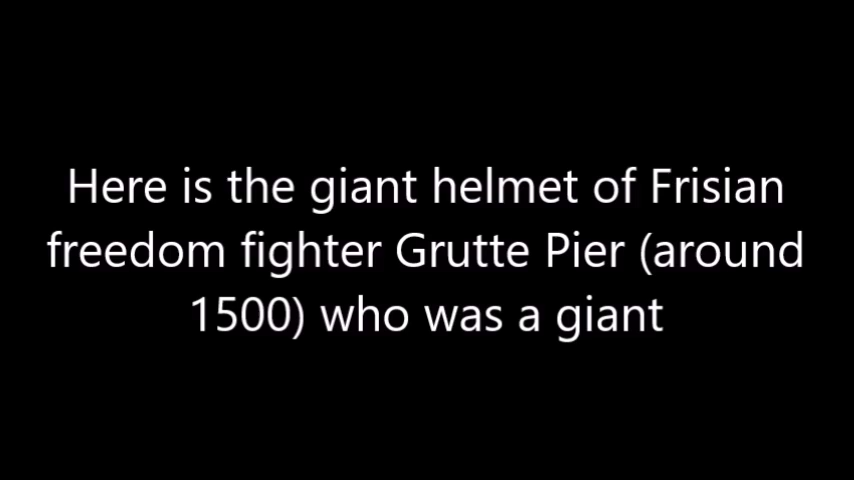 Here is the giant helmet of Frisian
freedom fighter Grutte Pier (around
1500) who was a giant